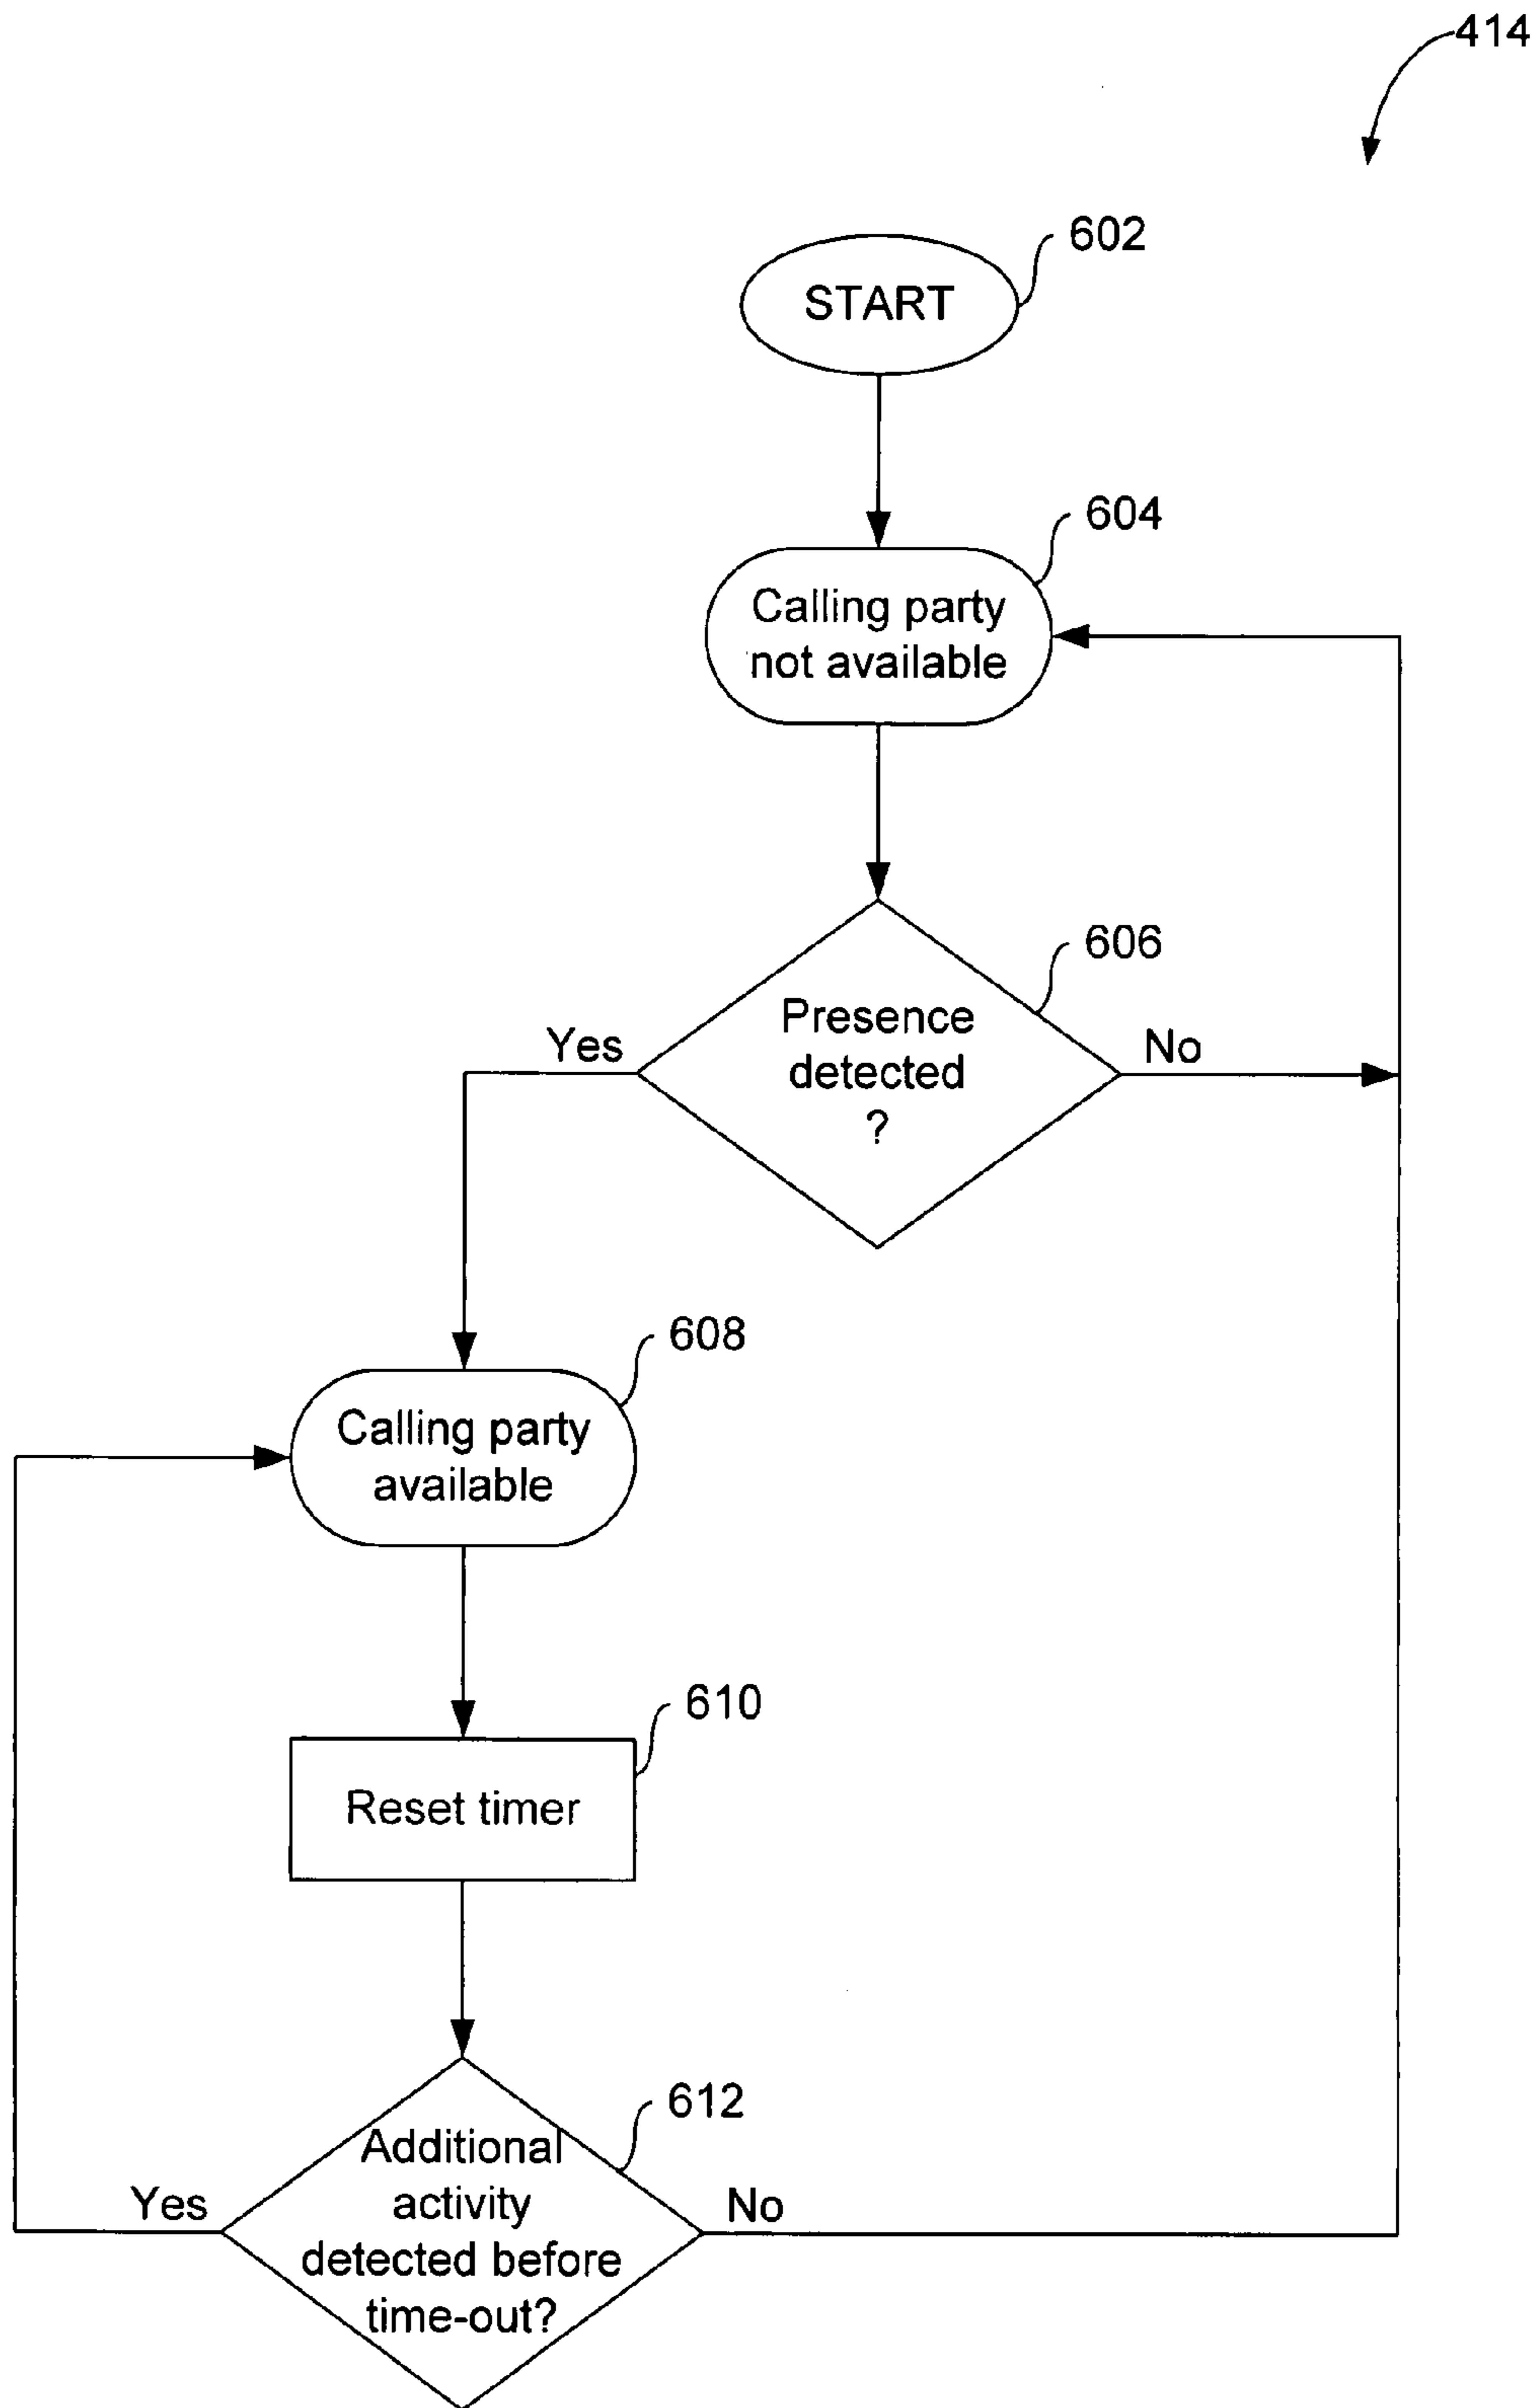 414
602
START
604
Calling party
not available
606
Presence
detected
?
Yes
No
608
Calling party
available
610
Reset timer
612
Additional
activity
detected before
time-out?
Yes
No